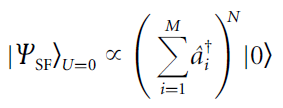 |Ψ_SF⟩_{U=0} ∝ ( ∑_{i=1}^{M} â_i^† )^N |0⟩